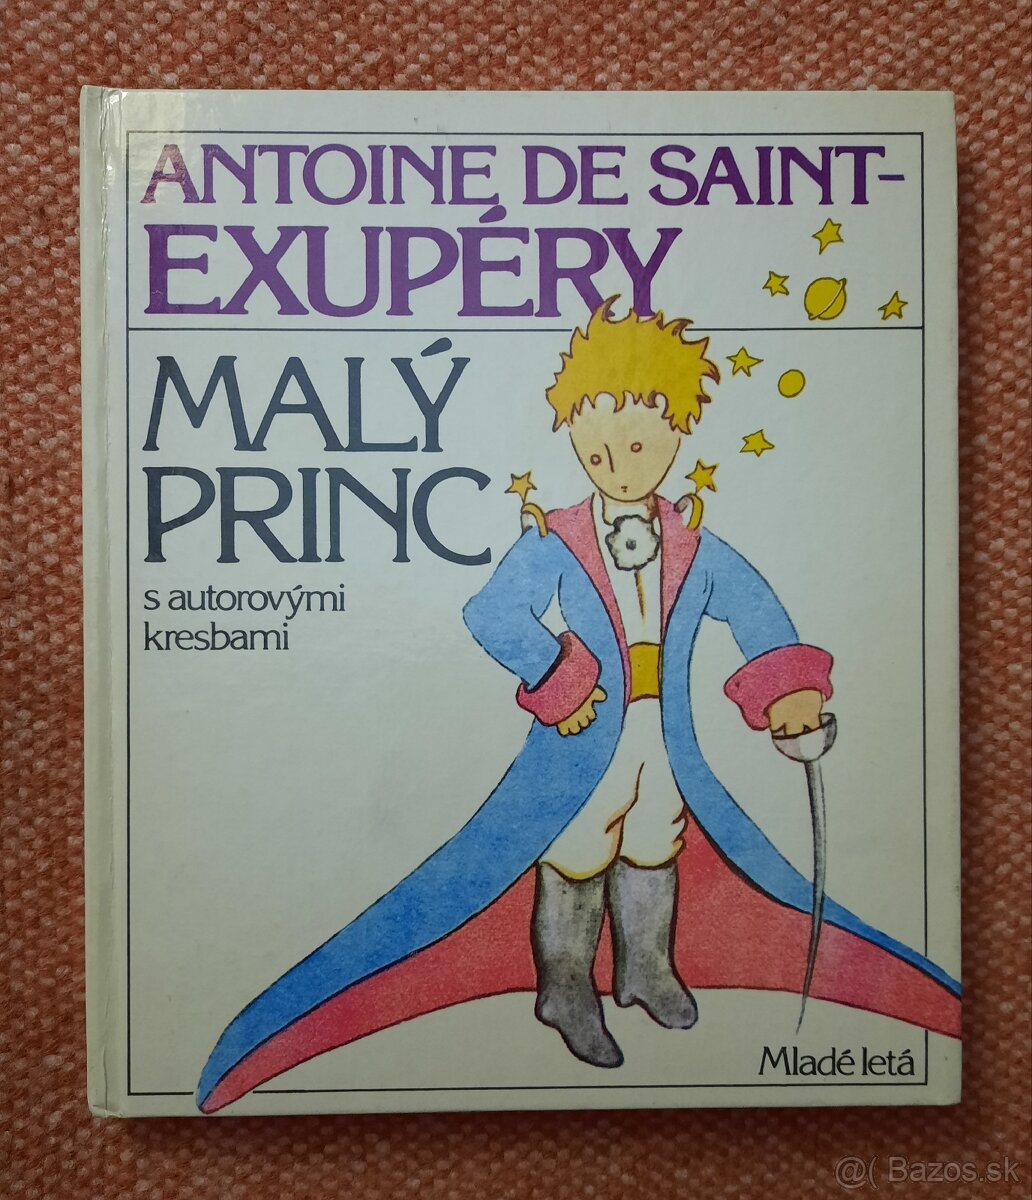 ANTOINE DE SAINT-
EXUPÉRY
MALÝ
PRINC
s autorovými
kresbami
Mladé letá
@( Bazos.sk